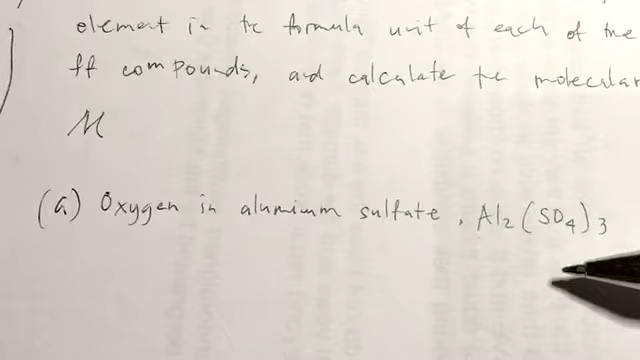 element in the formula unit of each of the
ff compounds, and calculate the molecular
M
(a) Oxygen in aluminum sulfate, Al₂(SO₄)₃